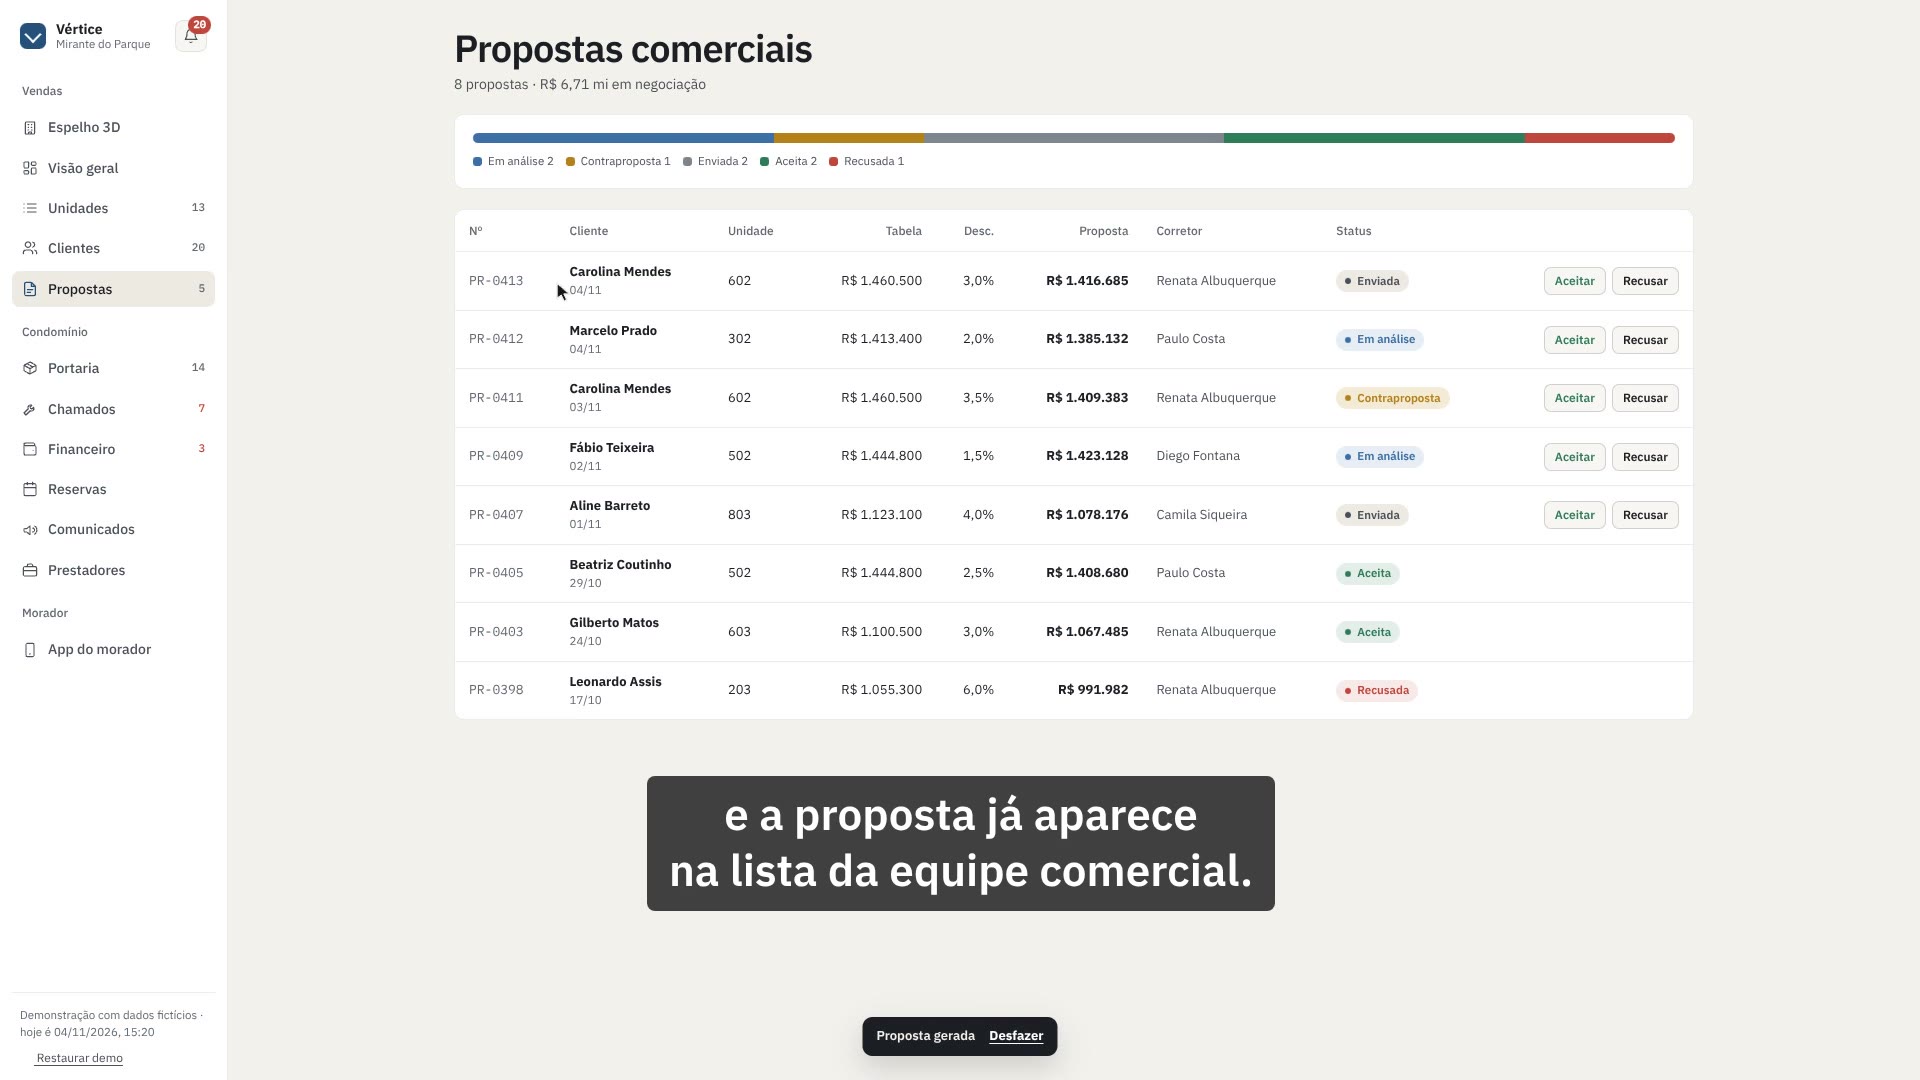 Vértice
Mirante do Parque
20
Vendas
Espelho 3D
Visão geral
Unidades 13
Clientes 20
Propostas 5
Condomínio
Portaria 14
Chamados 7
Financeiro 3
Reservas
Comunicados
Prestadores
Morador
App do morador
Demonstração com dados fictícios ·
hoje é 04/11/2026, 15:20
Restaurar demo
Propostas comerciais
8 propostas · R$ 6,71 mi em negociação
Em análise 2 Contraproposta 1 Enviada 2 Aceita 2 Recusada 1
Nº Cliente Unidade Tabela Desc. Proposta Corretor Status
PR-0413 Carolina Mendes 602 R$ 1.460.500 3,0% R$ 1.416.685 Renata Albuquerque Enviada Aceitar Recusar
04/11
PR-0412 Marcelo Prado 302 R$ 1.413.400 2,0% R$ 1.385.132 Paulo Costa Em análise Aceitar Recusar
04/11
PR-0411 Carolina Mendes 602 R$ 1.460.500 3,5% R$ 1.409.383 Renata Albuquerque Contraproposta Aceitar Recusar
03/11
PR-0409 Fábio Teixeira 502 R$ 1.444.800 1,5% R$ 1.423.128 Diego Fontana Em análise Aceitar Recusar
02/11
PR-0407 Aline Barreto 803 R$ 1.123.100 4,0% R$ 1.078.176 Camila Siqueira Enviada Aceitar Recusar
01/11
PR-0405 Beatriz Coutinho 502 R$ 1.444.800 2,5% R$ 1.408.680 Paulo Costa Aceita
29/10
PR-0403 Gilberto Matos 603 R$ 1.100.500 3,0% R$ 1.067.485 Renata Albuquerque Aceita
24/10
PR-0398 Leonardo Assis 203 R$ 1.055.300 6,0% R$ 991.982 Renata Albuquerque Recusada
17/10
e a proposta já aparece
na lista da equipe comercial.
Proposta gerada Desfazer